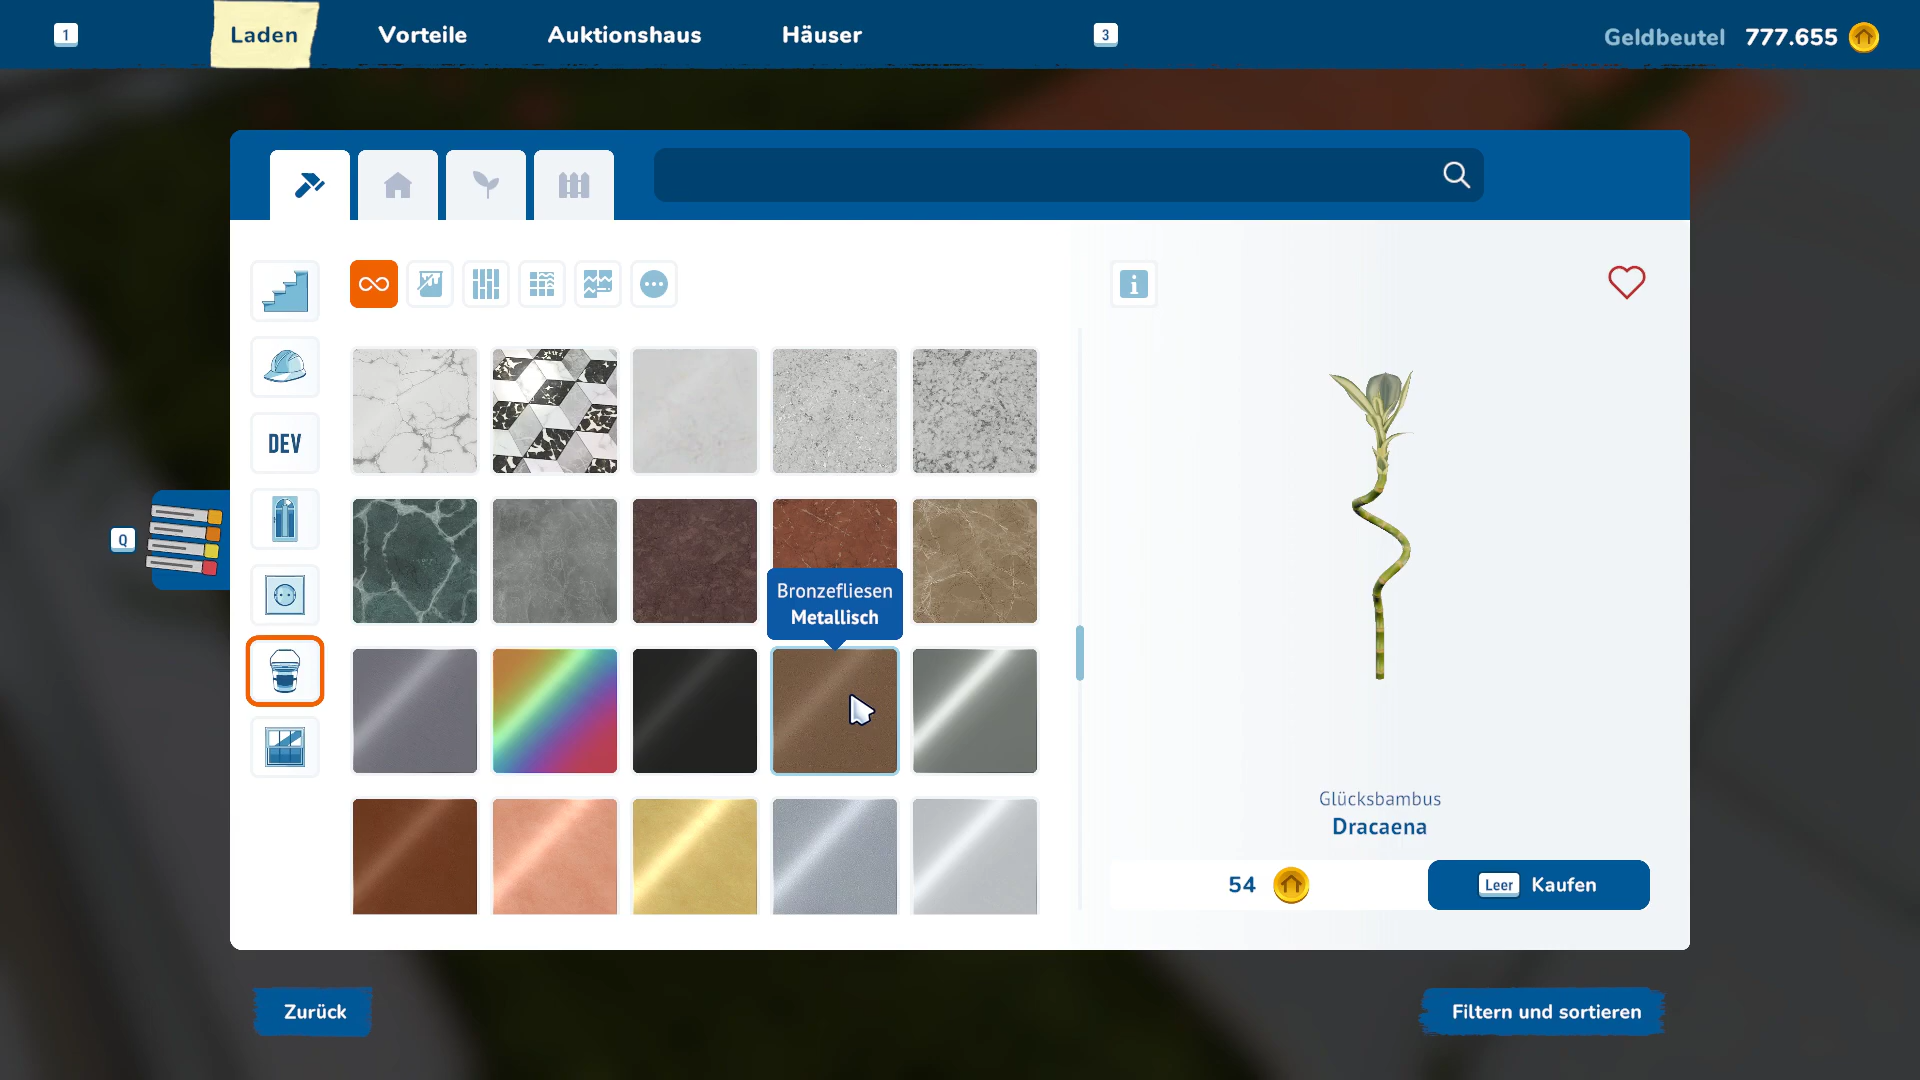 1
Laden
Vorteile
Auktionshaus
Häuser
3
Geldbeutel 777.655
DEV
Q
Bronzefliesen
Metallisch
Glücksbambus
Dracaena
54
Leer Kaufen
Zurück
Filtern und sortieren